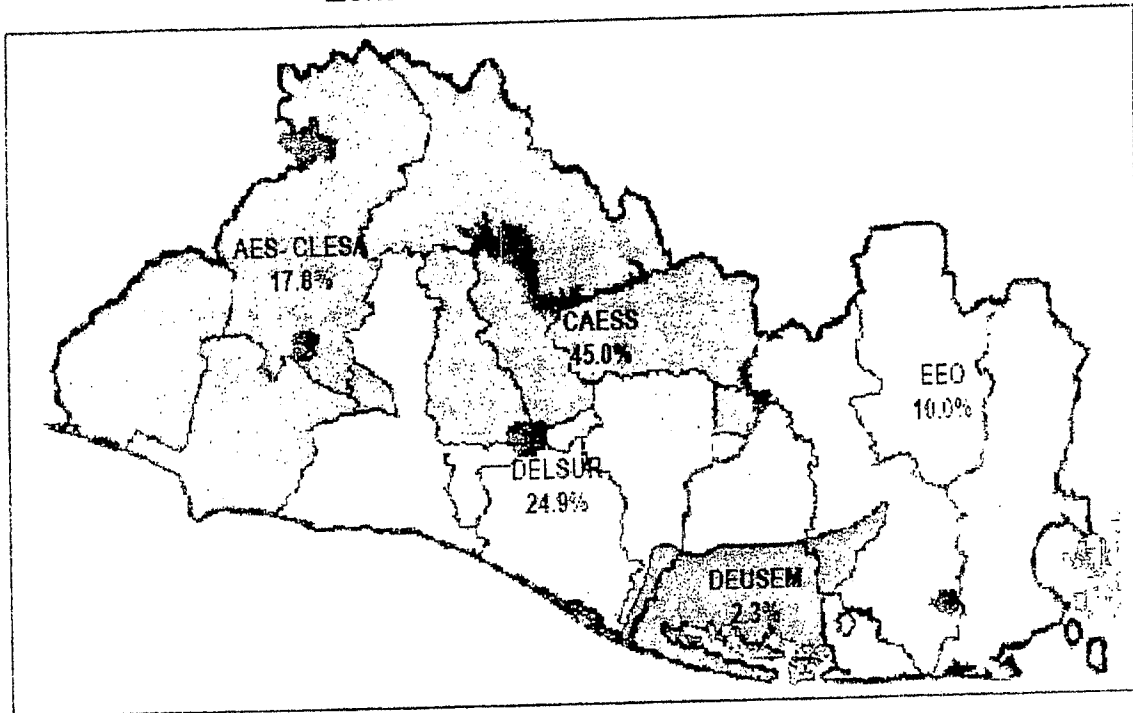 AES- CLESA
17.8%
CAESS
45.0%
EEO
10.0%
DELSUR
24.9%
DEUSEM
2.3%